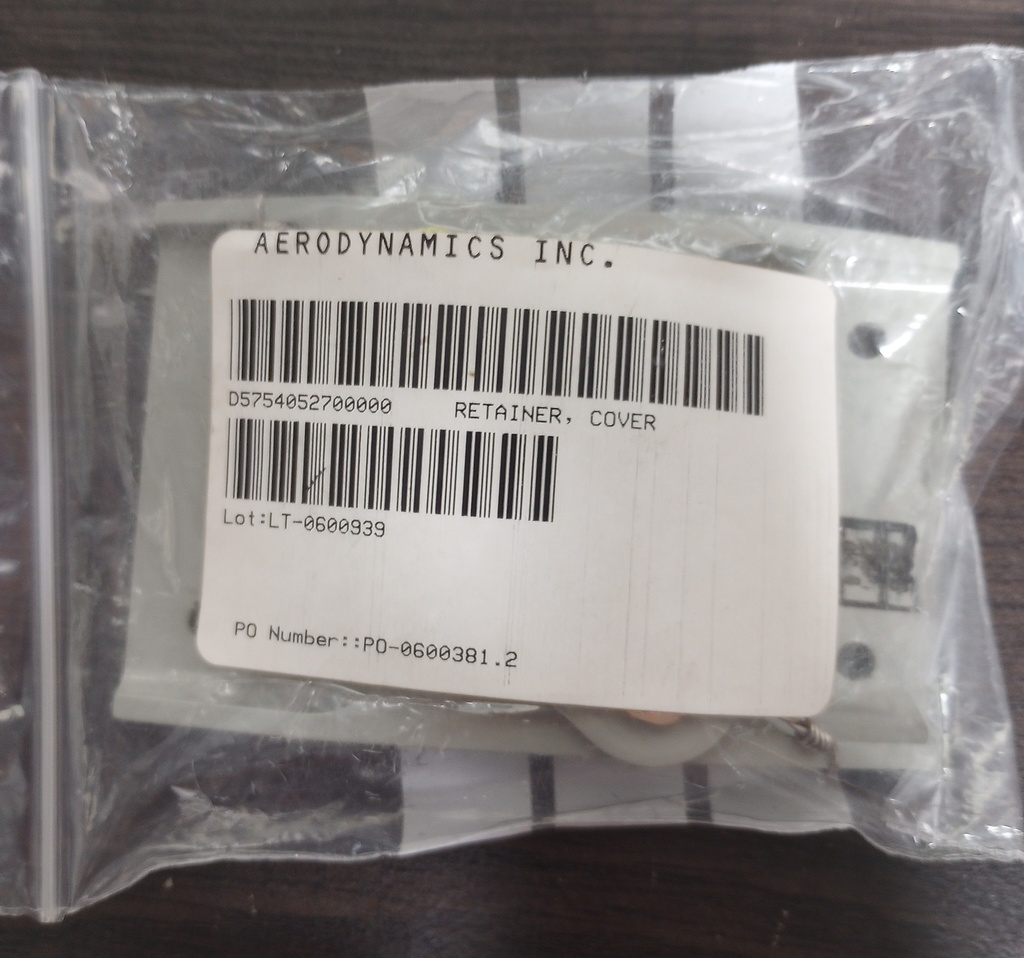 AERODYNAMICS INC.
D5754052700000 RETAINER, COVER
Lot:LT-0600939
PO Number::PO-0600381.2